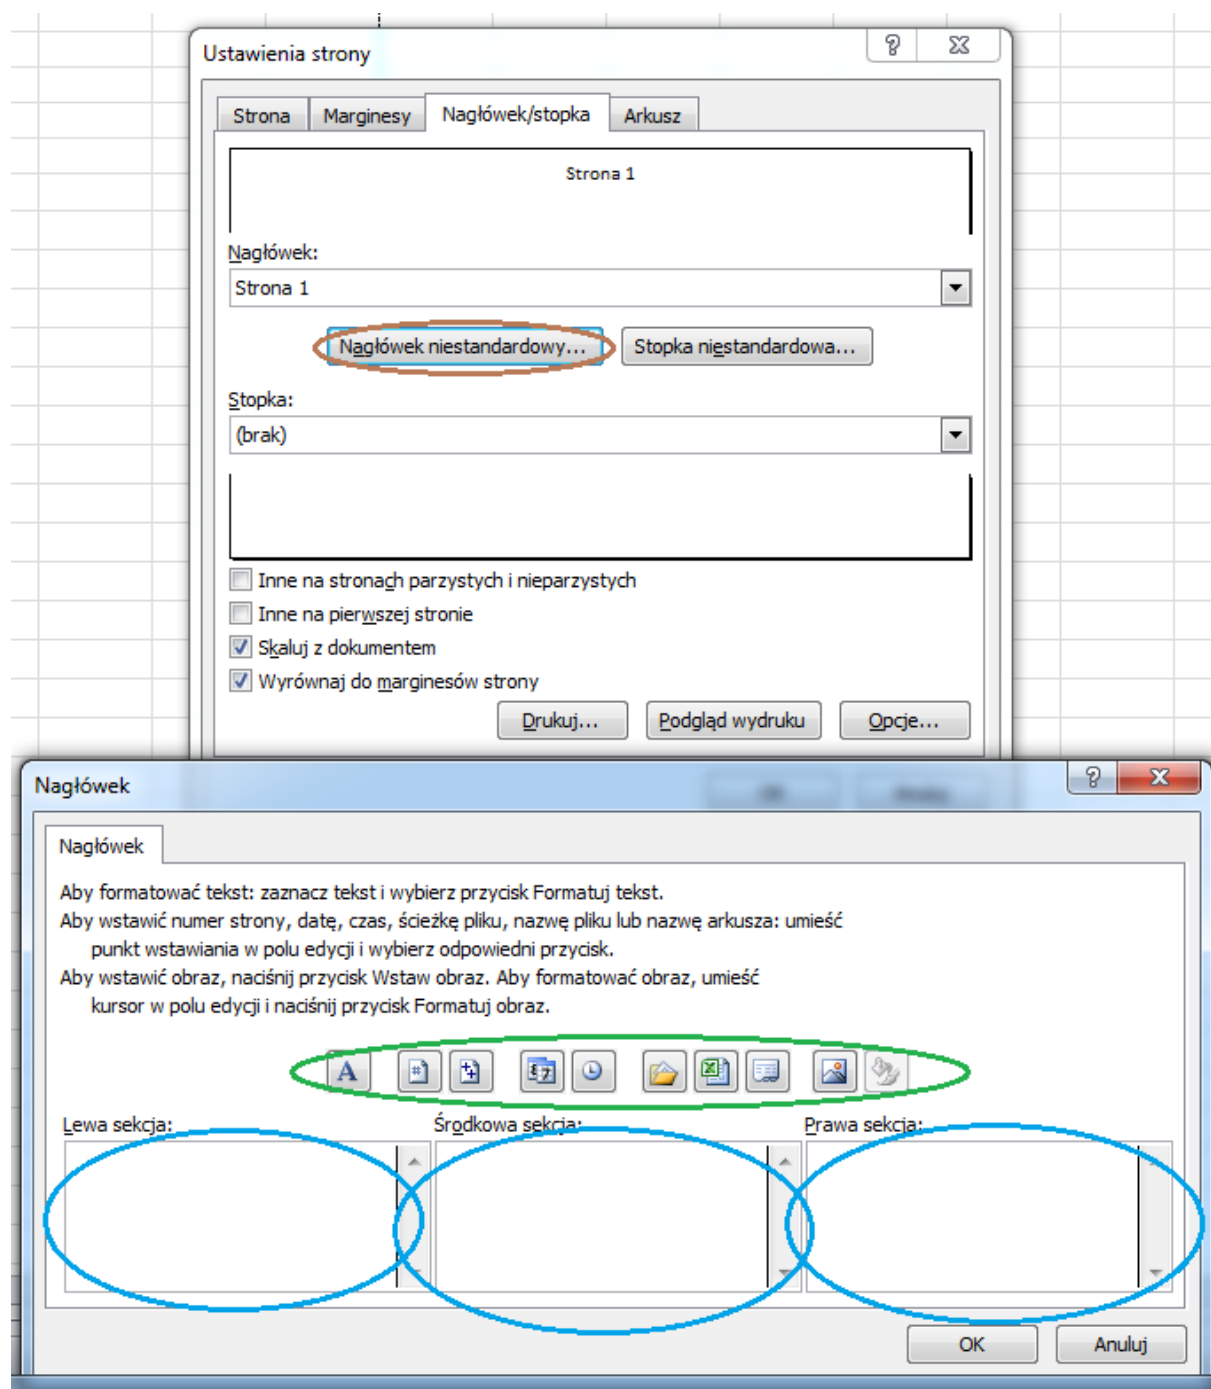 Ustawienia strony
Strona
Marginesy
Nagłówek/stopka
Arkusz
Strona 1
Nagłówek:
Strona 1
Nagłówek niestandardowy...
Stopka niestandardowa...
Stopka:
(brak)
Inne na stronach parzystych i nieparzystych
Inne na pierwszej stronie
Skaluj z dokumentem
Wyrównaj do marginesów strony
Drukuj...
Podgląd wydruku
Opcje...
Nagłówek
Nagłówek
Aby formatować tekst: zaznacz tekst i wybierz przycisk Formatuj tekst.
Aby wstawić numer strony, datę, czas, ścieżkę pliku, nazwę pliku lub nazwę arkusza: umieść
punkt wstawiania w polu edycji i wybierz odpowiedni przycisk.
Aby wstawić obraz, naciśnij przycisk Wstaw obraz. Aby formatować obraz, umieść
kursor w polu edycji i naciśnij przycisk Formatuj obraz.
A
Lewa sekcja:
Środkowa sekcja:
Prawa sekcja:
OK
Anuluj